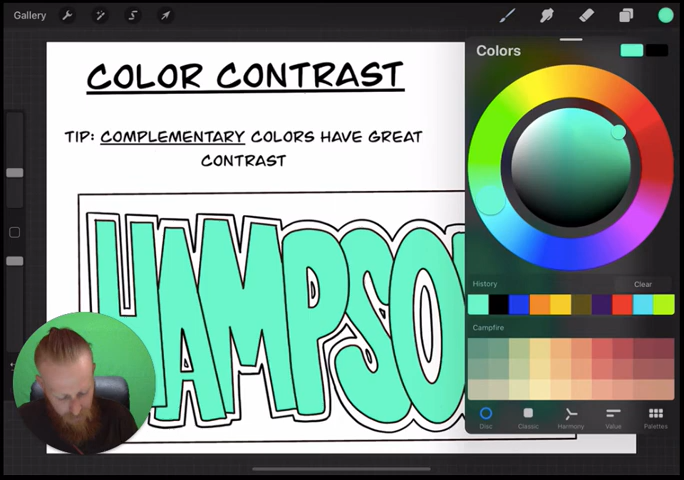 Gallery
COLOR CONTRAST
TIP: COMPLEMENTARY COLORS HAVE GREAT
CONTRAST
HAMPSO
Colors
History Clear
Campfire
Disc Classic Harmony Value Palettes